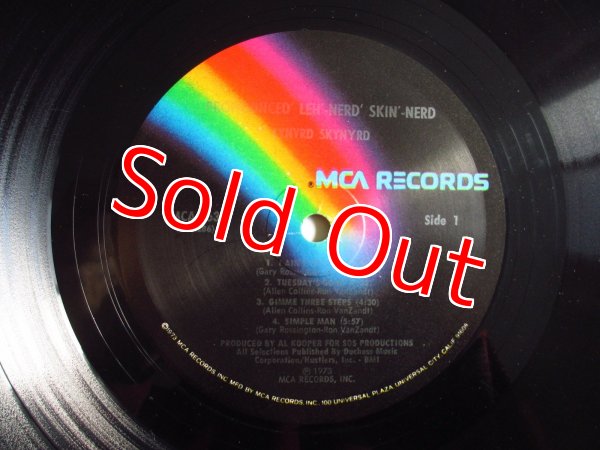 LEH'-NERD' SKIN'-NERD
SKYNYRD
MCA RECORDS
Sold Out
Side 1
2. TUESDAY'S
(Allen Collins-Ron
3. GIMME THREE STEPS (4:30)
(Allen Collins-Ron VanZandt)
4. SIMPLE MAN (5:57)
(Gary Rossington-Ron VanZandt)
PRODUCED BY AL KOOPER FOR SOS PRODUCTIONS
All Selections Published By Duchess Music
Corporation/Hustlers, Inc. - BMI
℗ 1973
MCA RECORDS, INC.
©1973 MCA RECORDS, INC. MFD BY MCA RECORDS, INC. 100 UNIVERSAL PLAZA, UNIVERSAL CITY, CALIF.